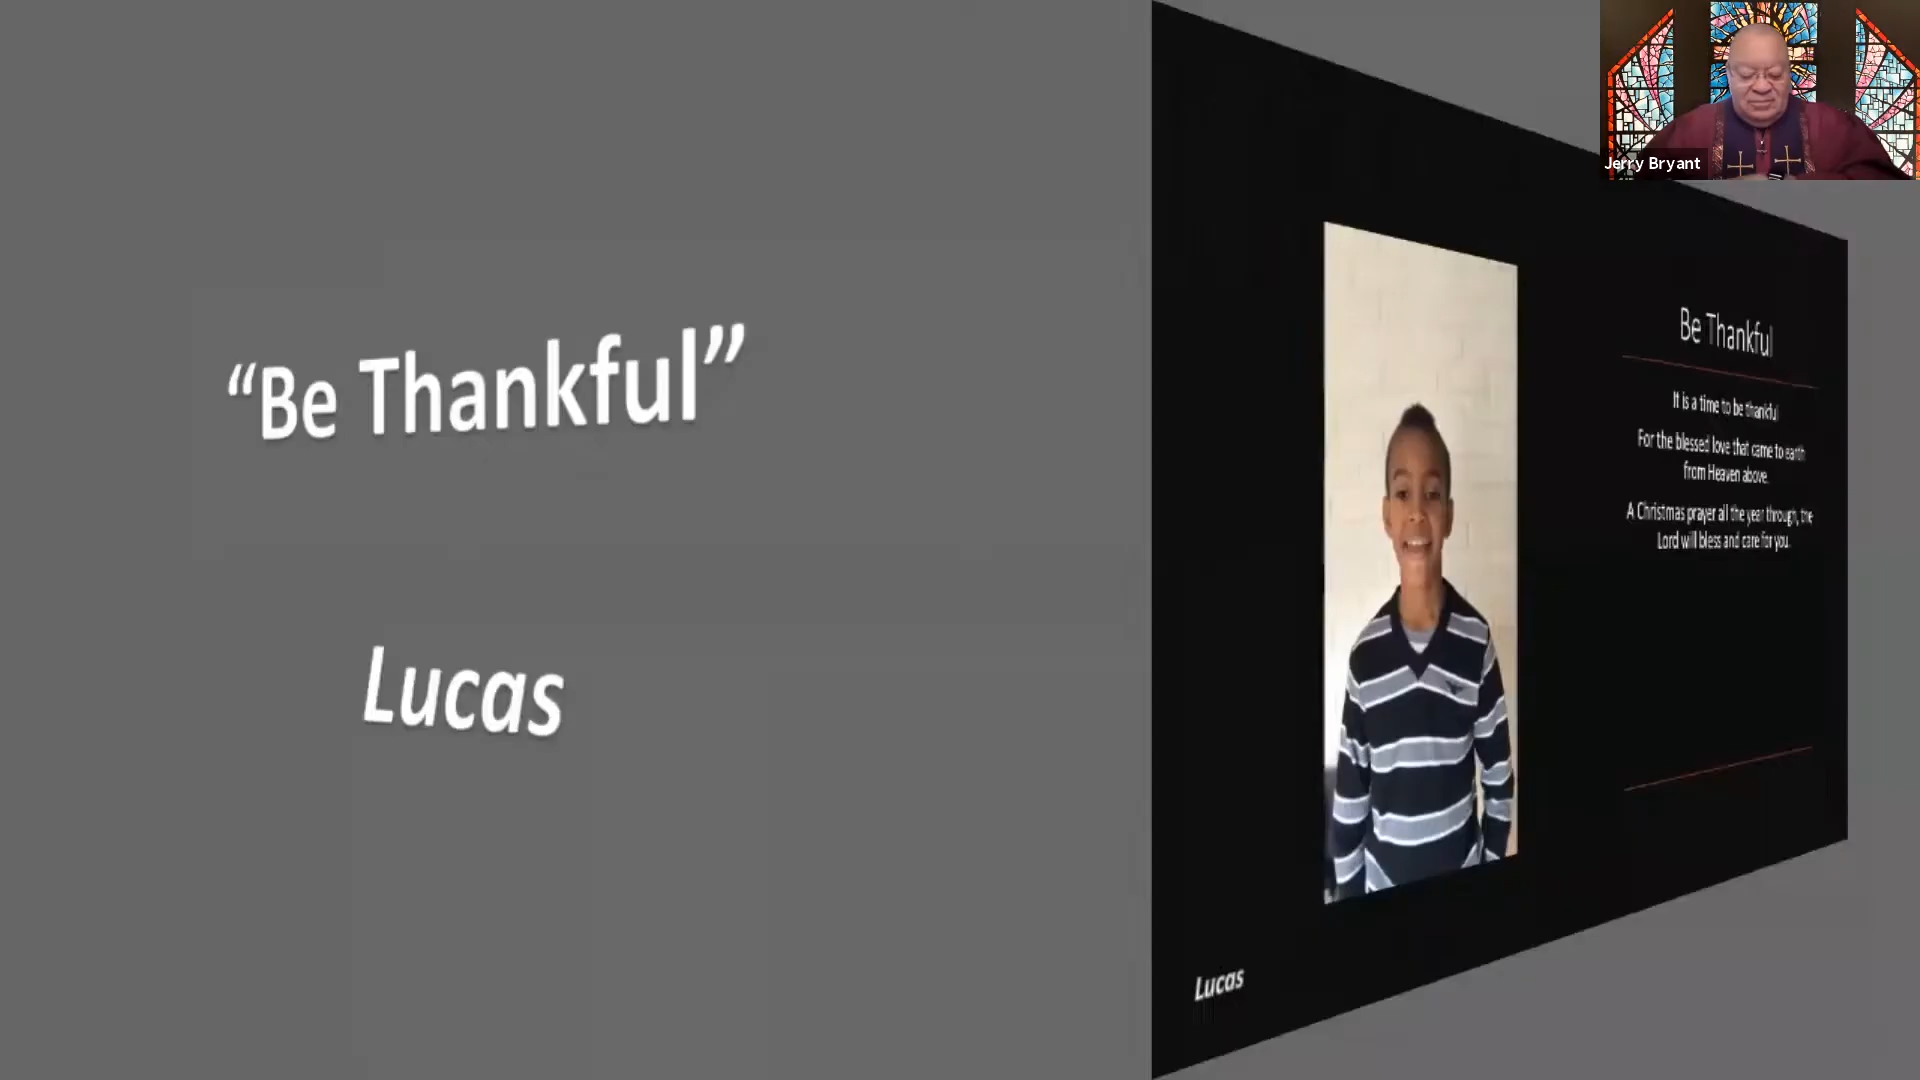 “Be Thankful”
Lucas
Jerry Bryant
Be Thankful
It is a time to be thankful
For the blessed love that came to earth
from Heaven above.
A Christmas prayer all the year through, the
Lord will bless and care for you.
Lucas